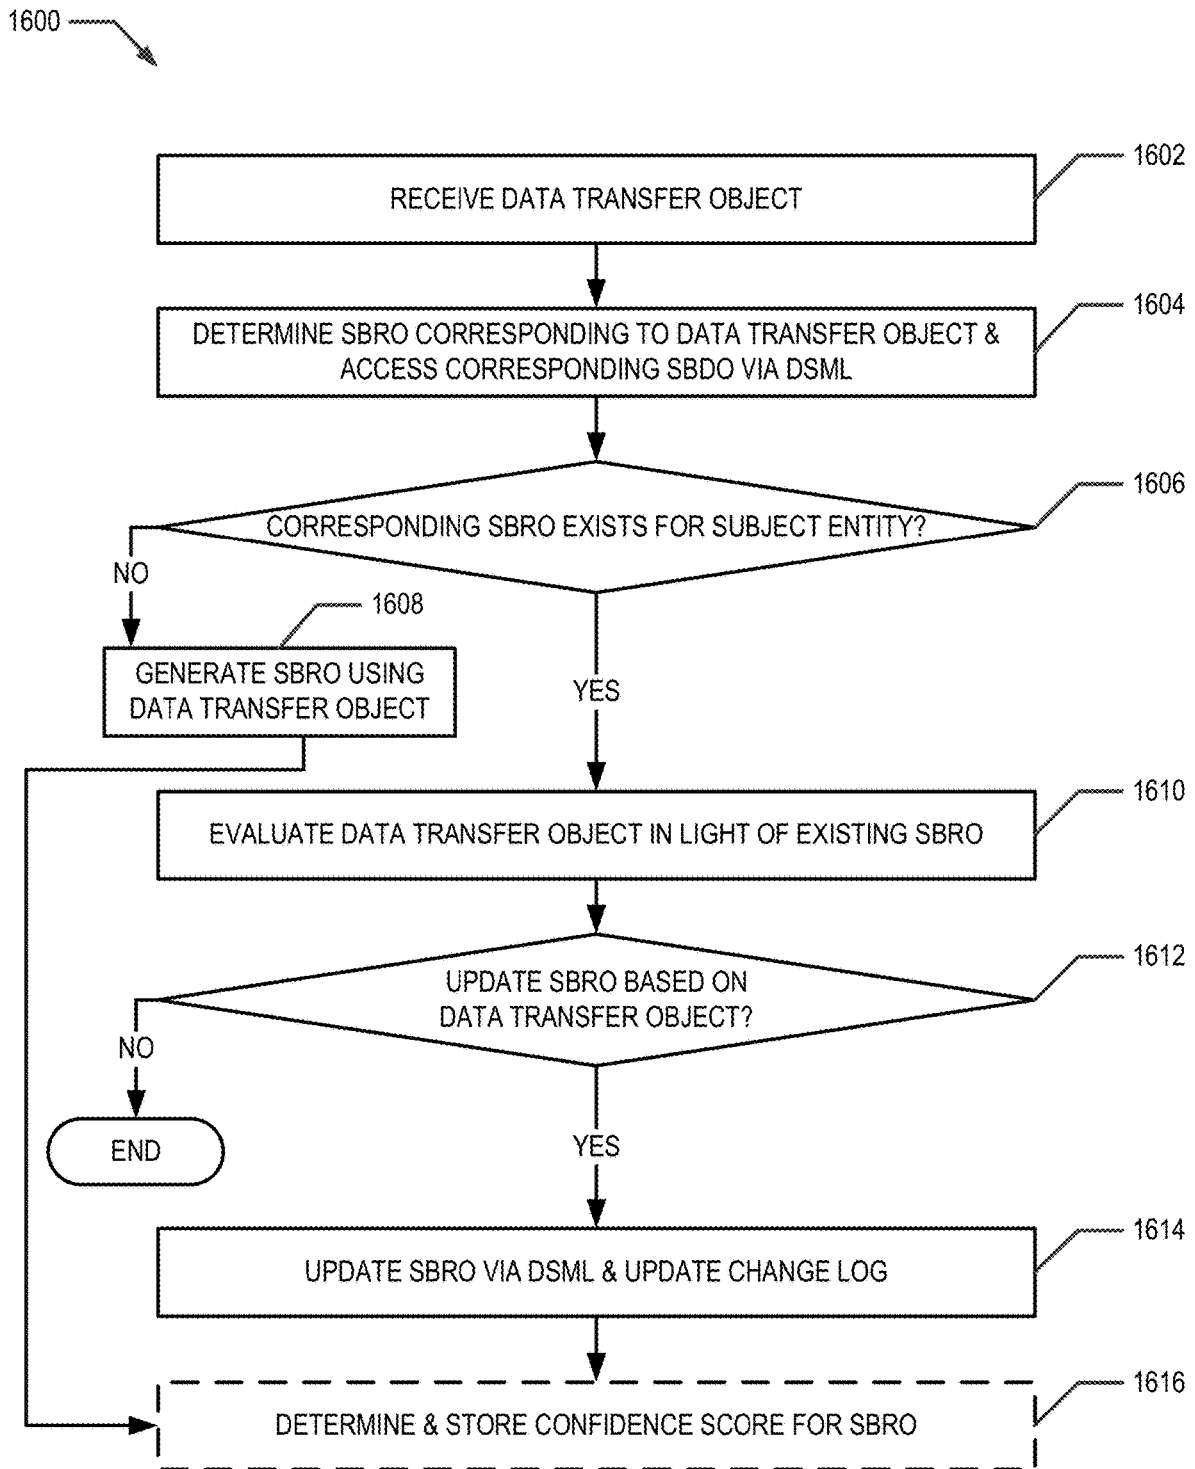 1600
1602
RECEIVE DATA TRANSFER OBJECT
1604
DETERMINE SBRO CORRESPONDING TO DATA TRANSFER OBJECT &
ACCESS CORRESPONDING SBDO VIA DSML
1606
CORRESPONDING SBRO EXISTS FOR SUBJECT ENTITY?
NO
1608
GENERATE SBRO USING
DATA TRANSFER OBJECT
YES
1610
EVALUATE DATA TRANSFER OBJECT IN LIGHT OF EXISTING SBRO
1612
UPDATE SBRO BASED ON
DATA TRANSFER OBJECT?
NO
END
YES
1614
UPDATE SBRO VIA DSML & UPDATE CHANGE LOG
1616
DETERMINE & STORE CONFIDENCE SCORE FOR SBRO